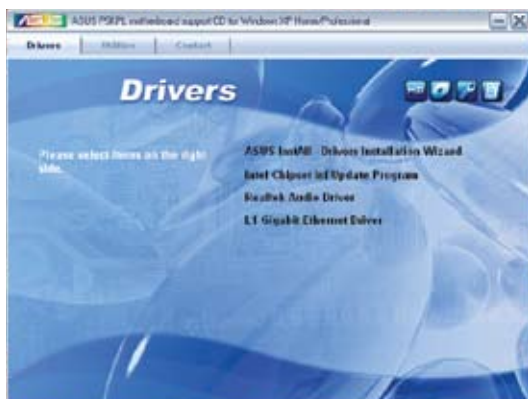 ASUS P5KPL motherboard support CD for Windows XP Home/Professional
Drivers
Utilities
Contact
Drivers
Please select items on the right side.
ASUS InstAll - Drivers Installation Wizard
Intel Chipset Inf Update Program
Realtek Audio Driver
L1 Gigabit Ethernet Driver